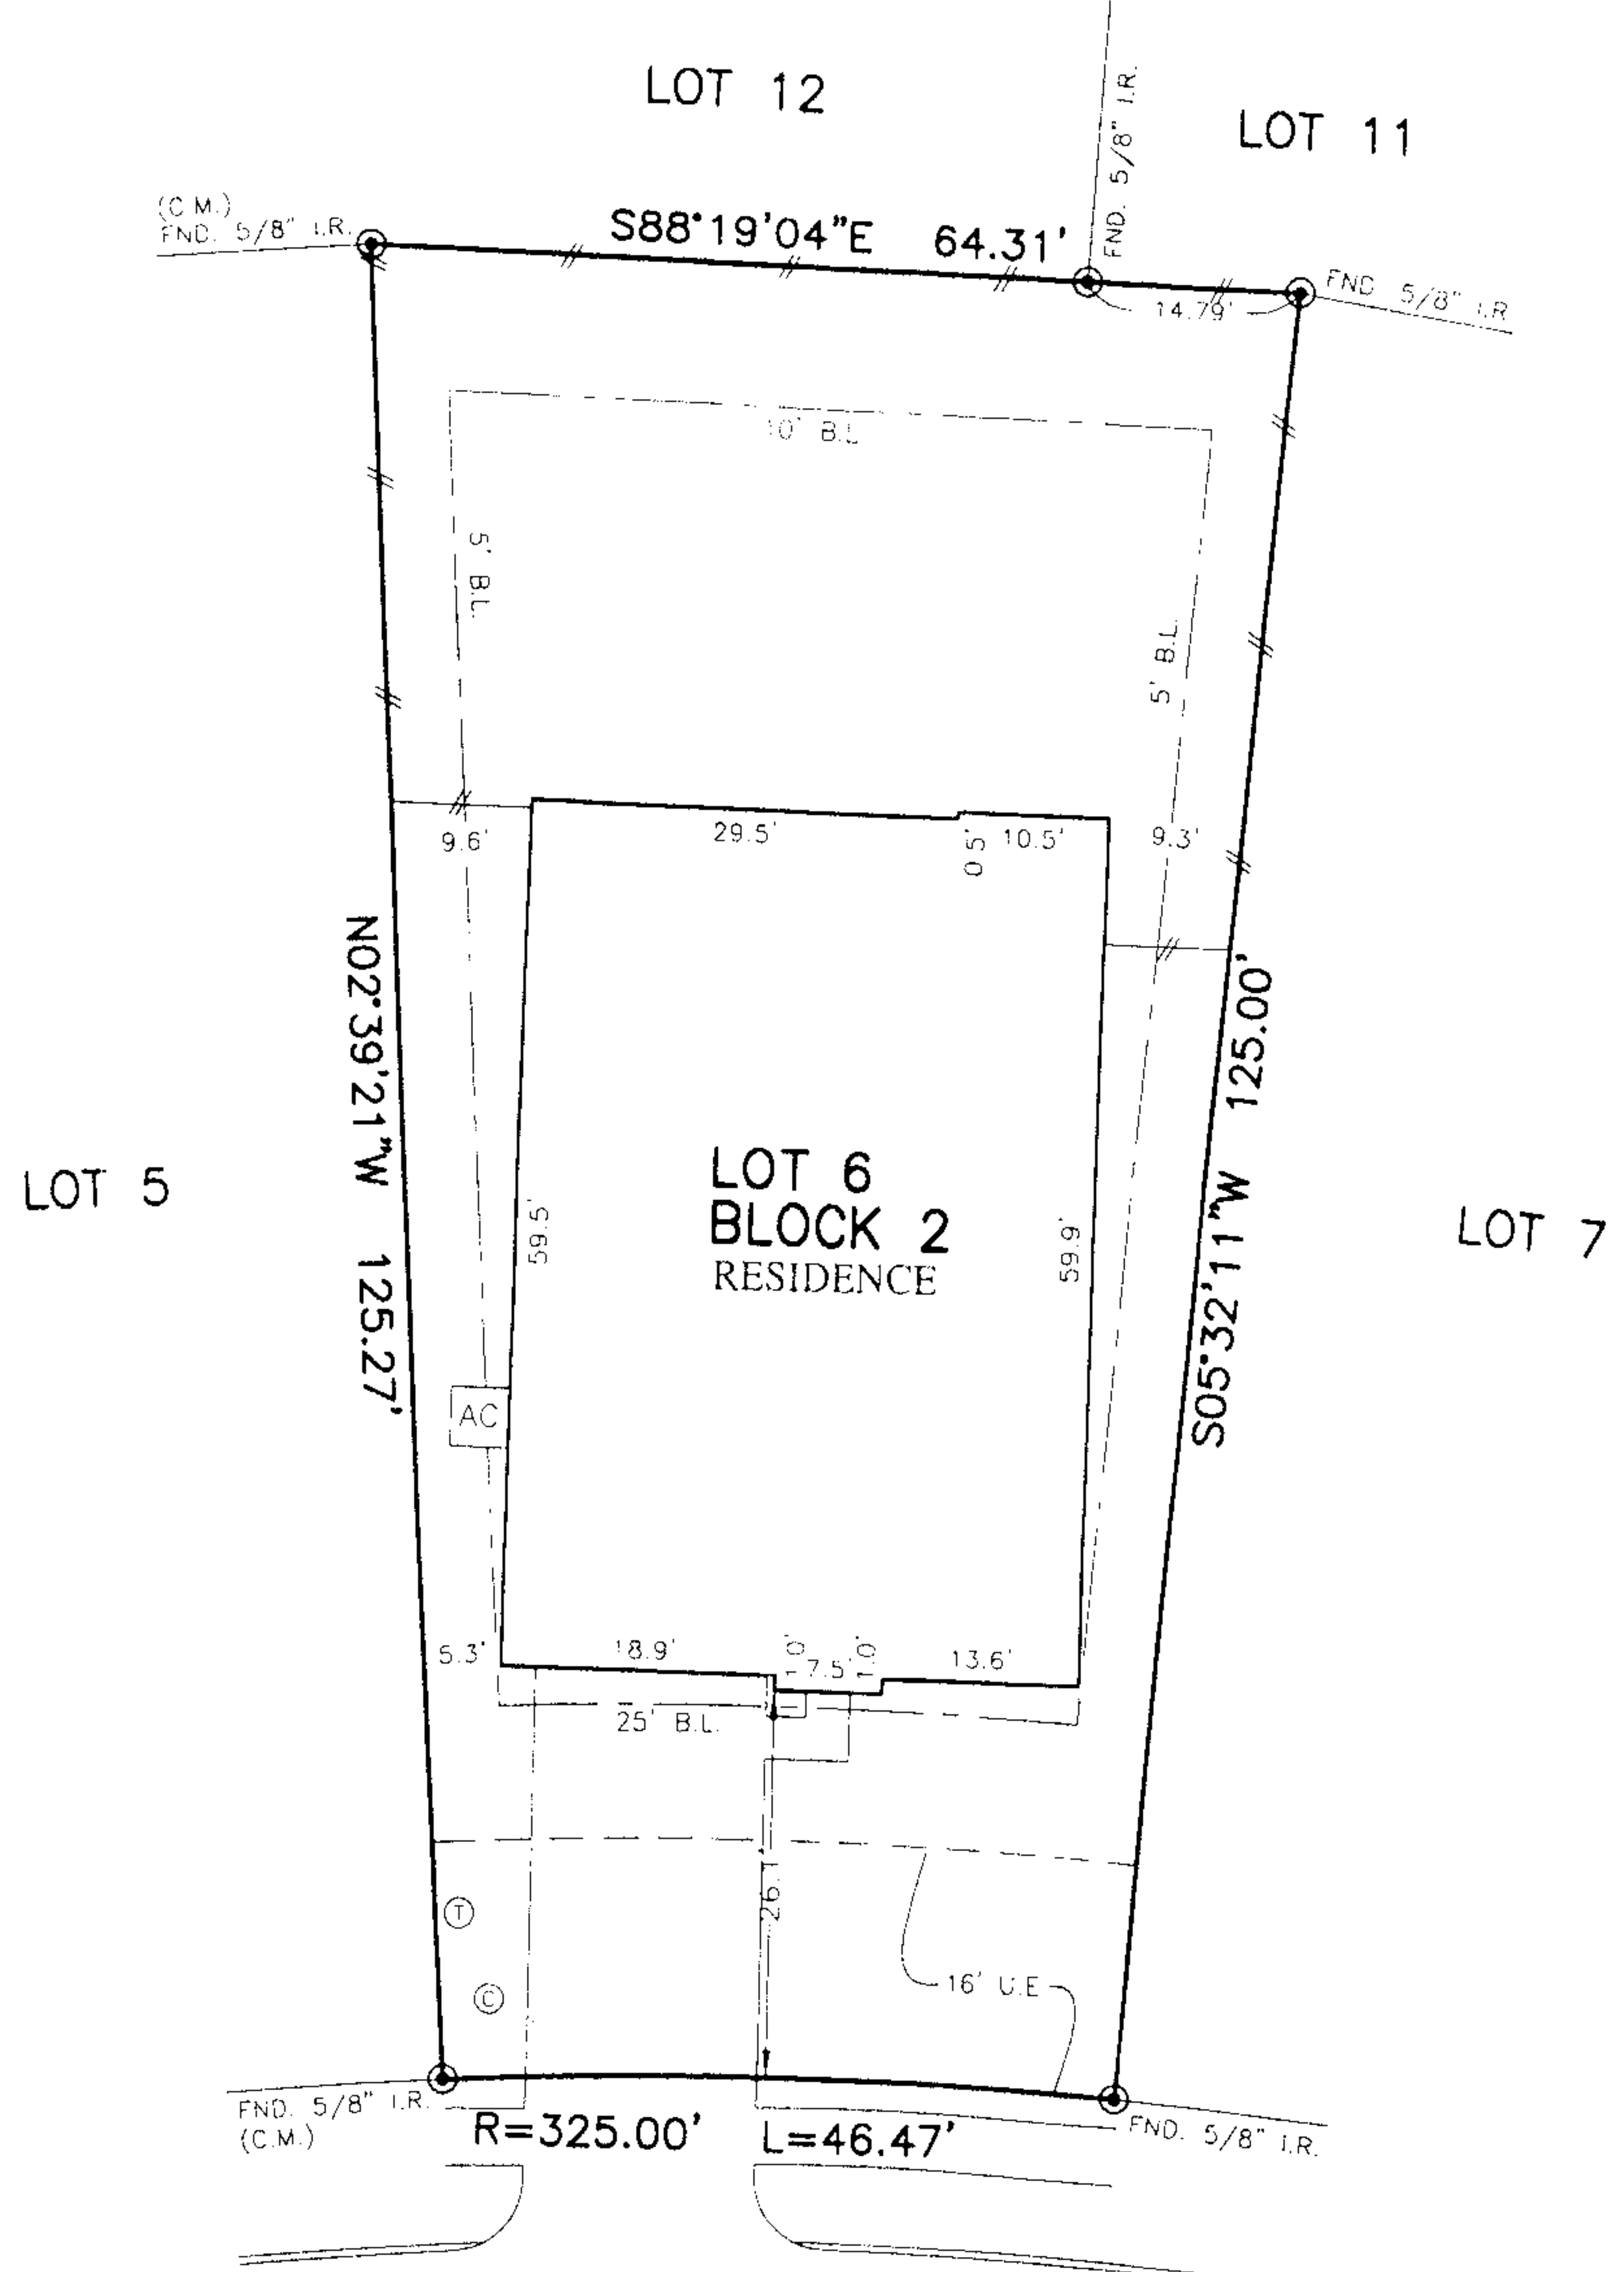 LOT 12
LOT 11
(C.M.)
FND. 5/8" I.R.
S88°19'04"E 64.31'
FND. 5/8" I.R.
FND. 5/8" I.R.
14.79'
10' B.L.
5' B.L.
5' B.L.
9.6'
29.5'
0.5'
10.5'
9.3'
N02°39'21"W 125.27'
S05°32'11"W 125.00'
LOT 5
LOT 6
BLOCK 2
RESIDENCE
LOT 7
59.5'
59.9'
AC
5.3'
18.9'
1.0'
7.5'
1.0'
13.6'
25' B.L.
26.1'
T
C
16' U.E
FND. 5/8" I.R.
(C.M.)
R=325.00' L=46.47'
FND. 5/8" I.R.